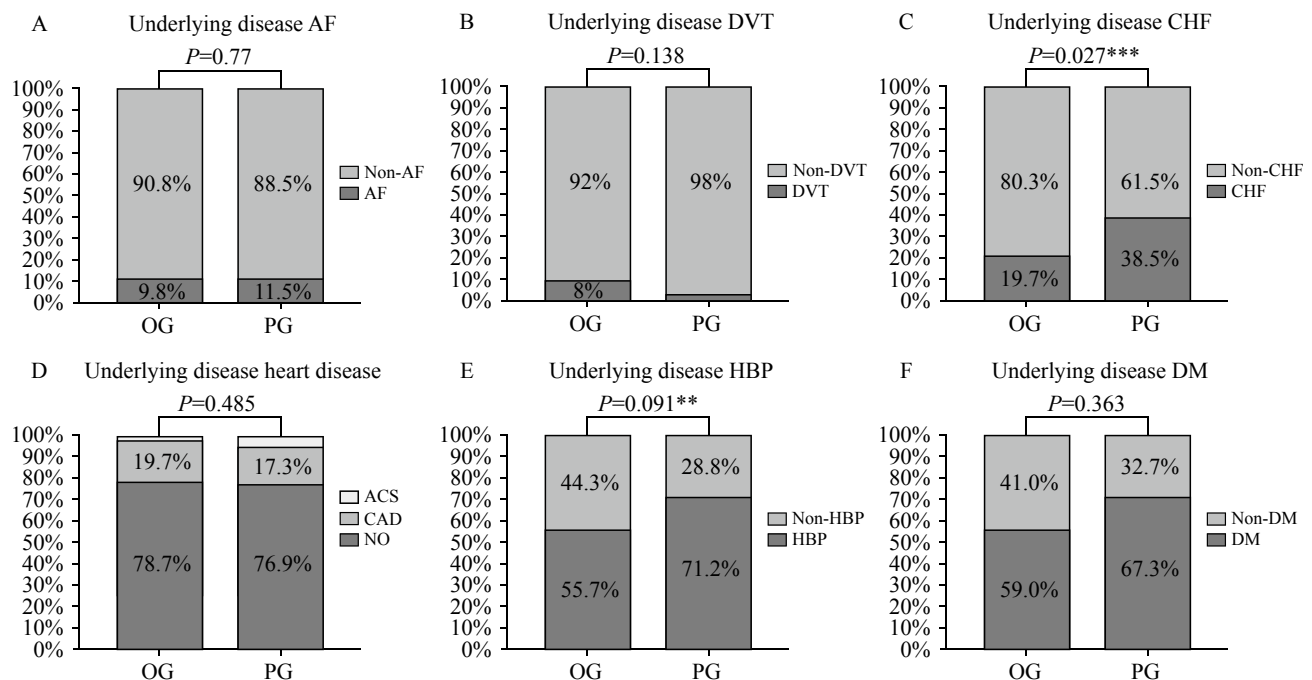 A Underlying disease AF
P=0.77
100%
90%
80%
70%
60%
50%
40%
30%
20%
10%
0%
90.8%
88.5%
9.8%
11.5%
Non-AF
AF
OG PG
B Underlying disease DVT
P=0.138
100%
90%
80%
70%
60%
50%
40%
30%
20%
10%
0%
92%
98%
8%
Non-DVT
DVT
OG PG
C Underlying disease CHF
P=0.027***
100%
90%
80%
70%
60%
50%
40%
30%
20%
10%
0%
80.3%
61.5%
19.7%
38.5%
Non-CHF
CHF
OG PG
D Underlying disease heart disease
P=0.485
100%
90%
80%
70%
60%
50%
40%
30%
20%
10%
0%
19.7%
17.3%
78.7%
76.9%
ACS
CAD
NO
OG PG
E Underlying disease HBP
P=0.091**
100%
90%
80%
70%
60%
50%
40%
30%
20%
10%
0%
44.3%
28.8%
55.7%
71.2%
Non-HBP
HBP
OG PG
F Underlying disease DM
P=0.363
100%
90%
80%
70%
60%
50%
40%
30%
20%
10%
0%
41.0%
32.7%
59.0%
67.3%
Non-DM
DM
OG PG